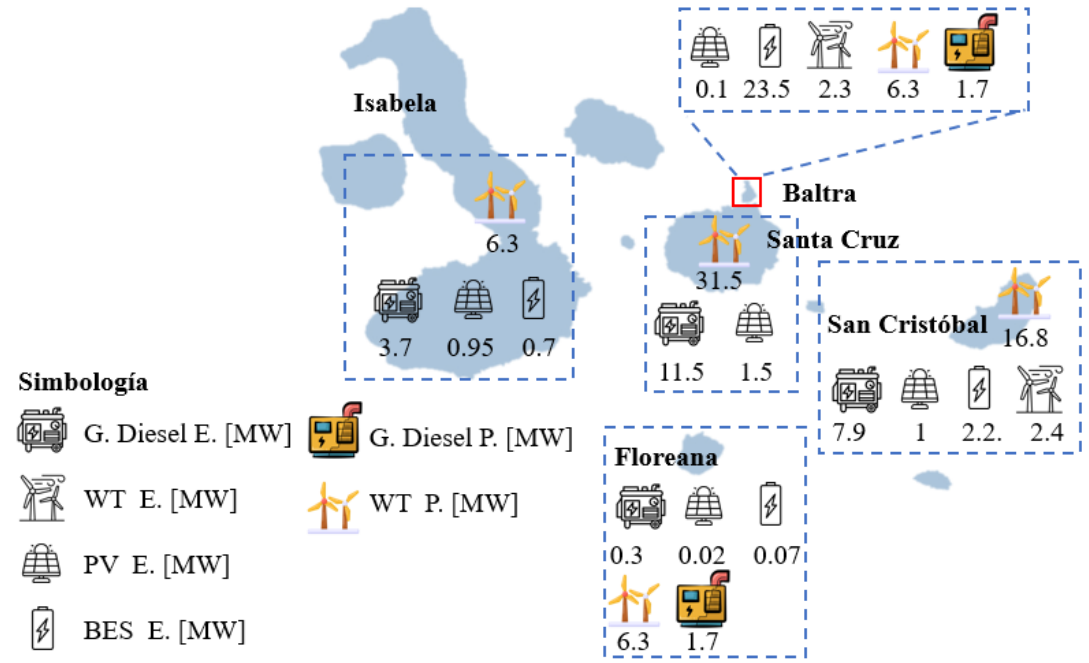 0.1 23.5 2.3 6.3 1.7
Isabela
6.3
3.7 0.95 0.7
Baltra
Santa Cruz
31.5
11.5 1.5
San Cristóbal
16.8
7.9 1 2.2. 2.4
Simbología
G. Diesel E. [MW]
G. Diesel P. [MW]
WT E. [MW]
WT P. [MW]
PV E. [MW]
BES E. [MW]
Floreana
0.3 0.02 0.07
6.3 1.7